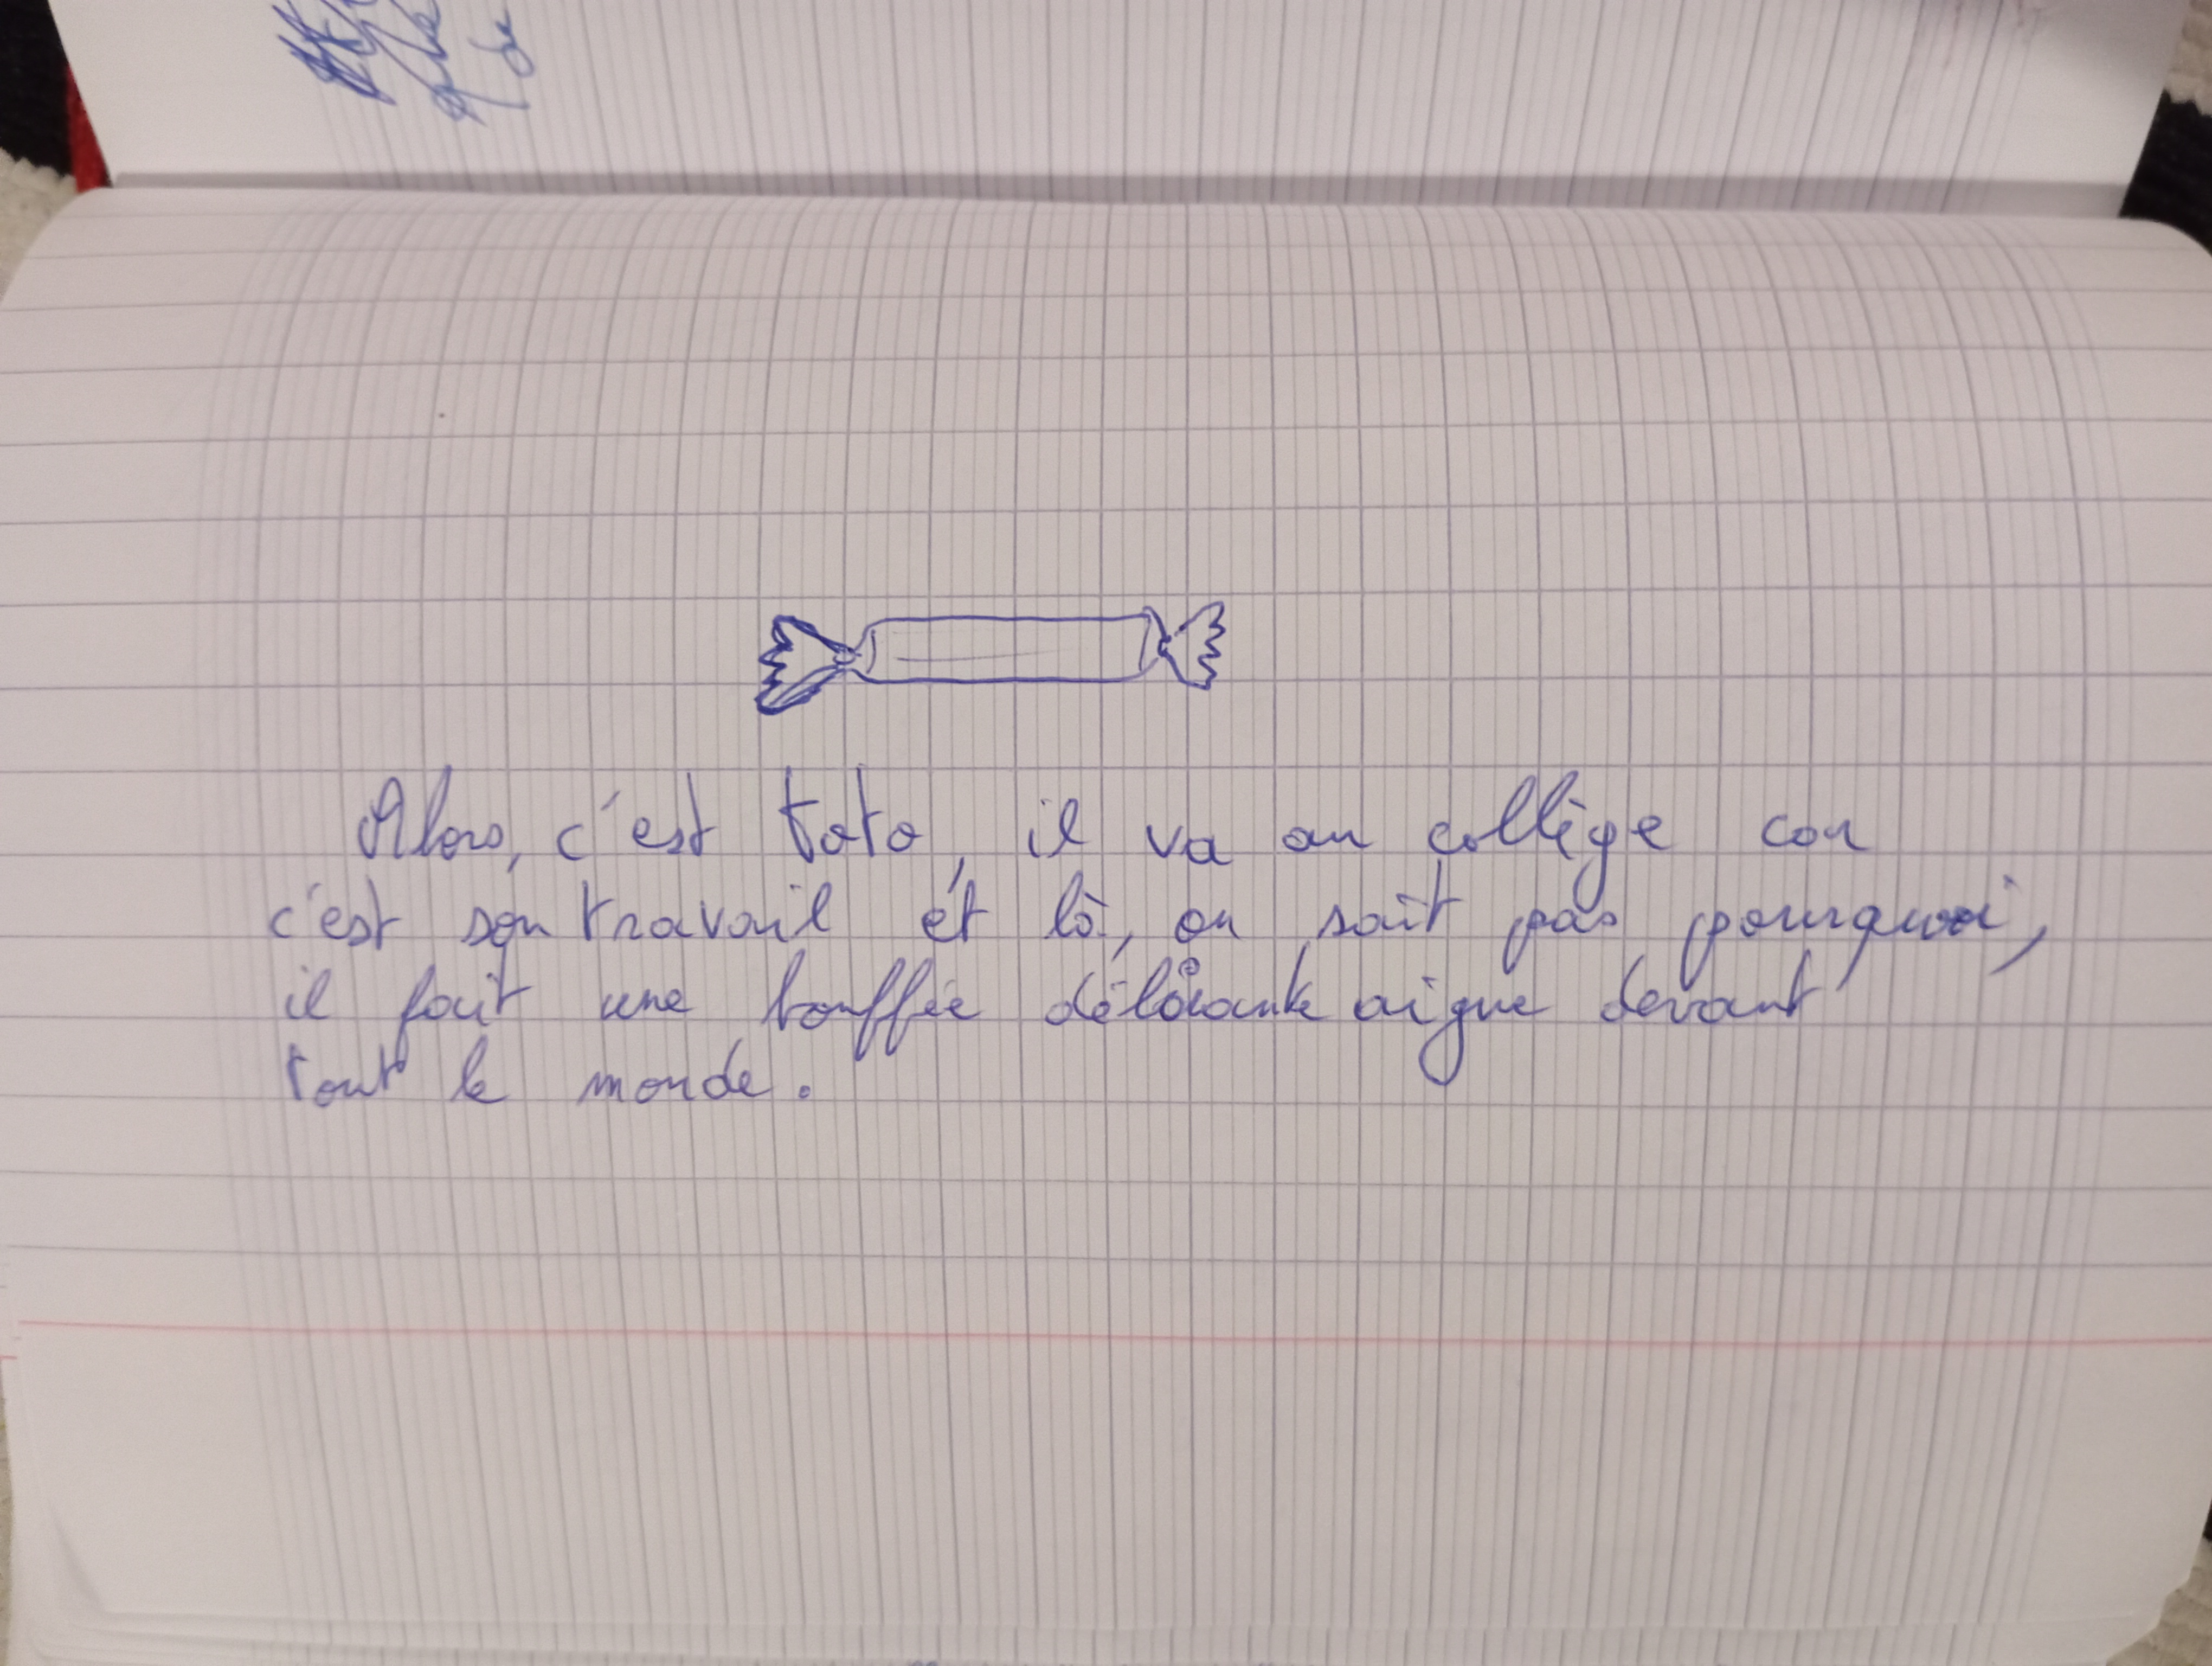 Alors, c'est toto, il va au collège car
c'est son travail et là, on sait pas pourquoi,
il fait une bouffée délirante aigue devant
tout le monde.